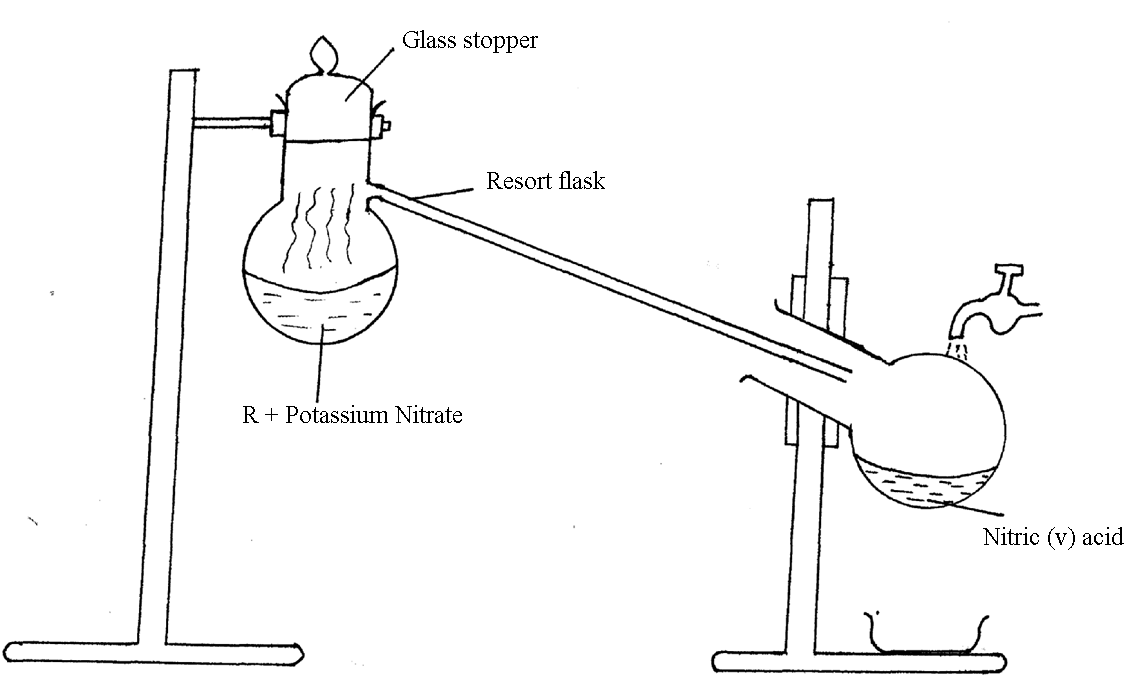 Glass stopper
Resort flask
R + Potassium Nitrate
Nitric (v) acid